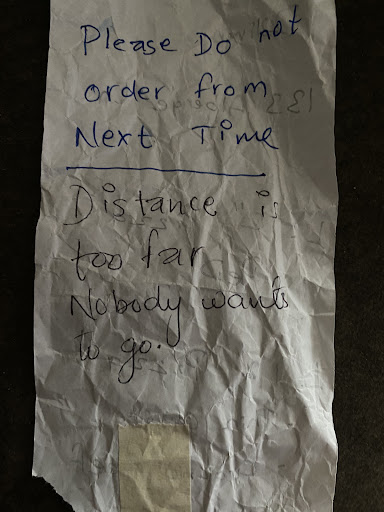 Please Do not
order from
Next Time
Distance is
too far
Nobody wants
to go.